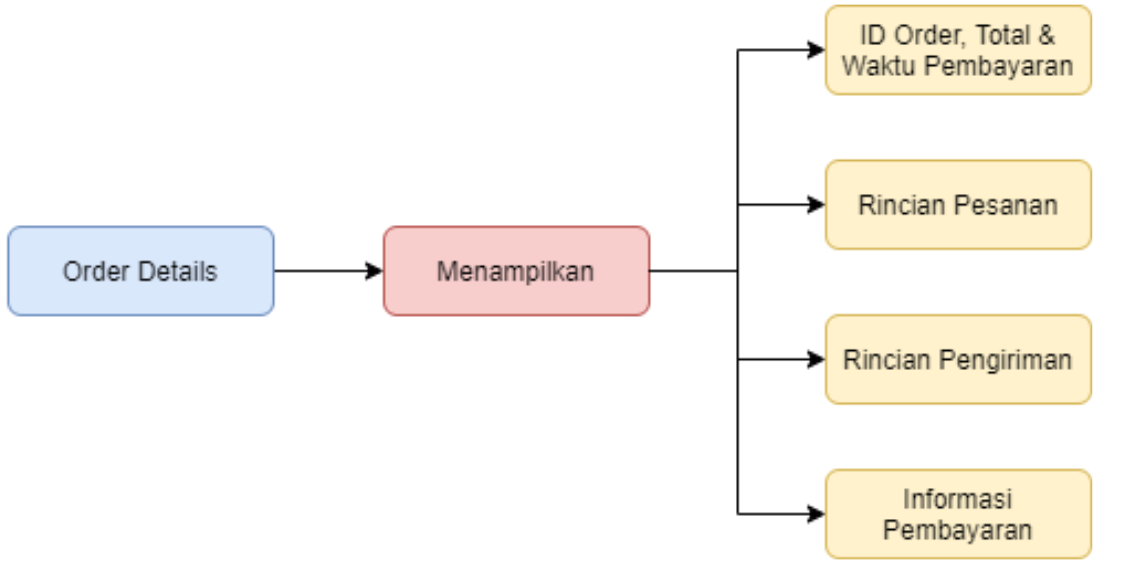 ID Order, Total &
Waktu Pembayaran
Rincian Pesanan
Order Details
Menampilkan
Rincian Pengiriman
Informasi
Pembayaran